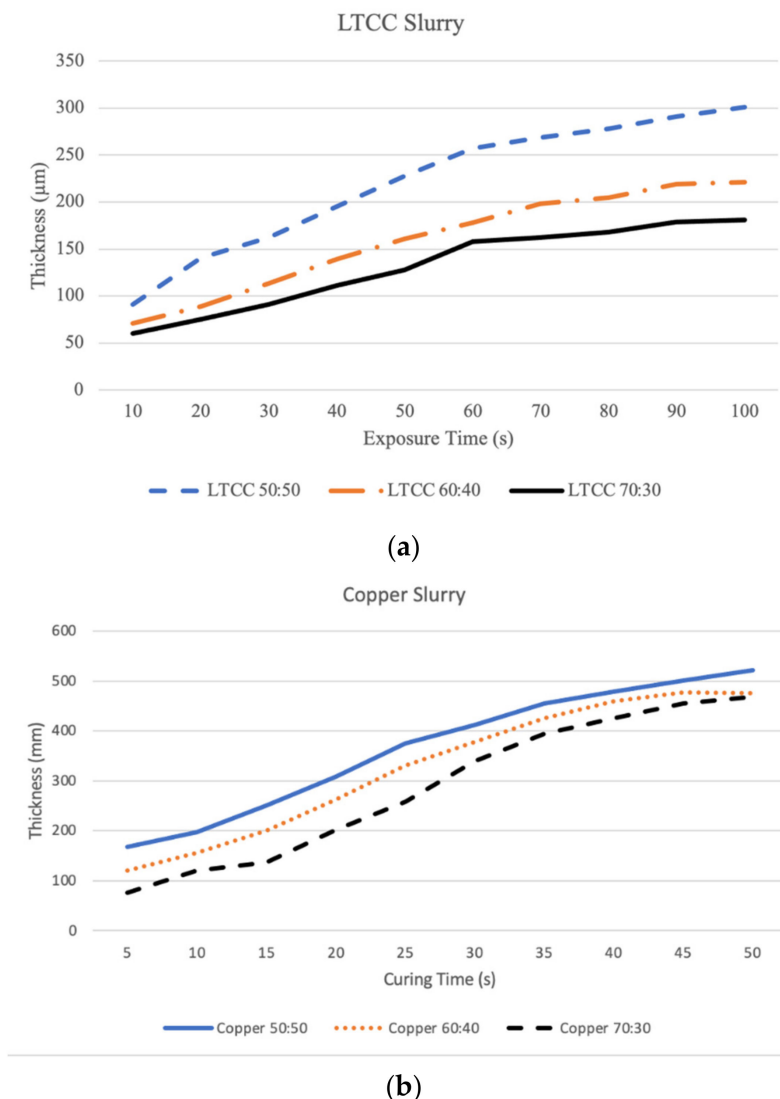 LTCC Slurry
Thickness (μm)
350
300
250
200
150
100
50
0
10 20 30 40 50 60 70 80 90 100
Exposure Time (s)
LTCC 50:50 LTCC 60:40 LTCC 70:30
(a)
Copper Slurry
Thickness (mm)
600
500
400
300
200
100
0
5 10 15 20 25 30 35 40 45 50
Curing Time (s)
Copper 50:50 Copper 60:40 Copper 70:30
(b)